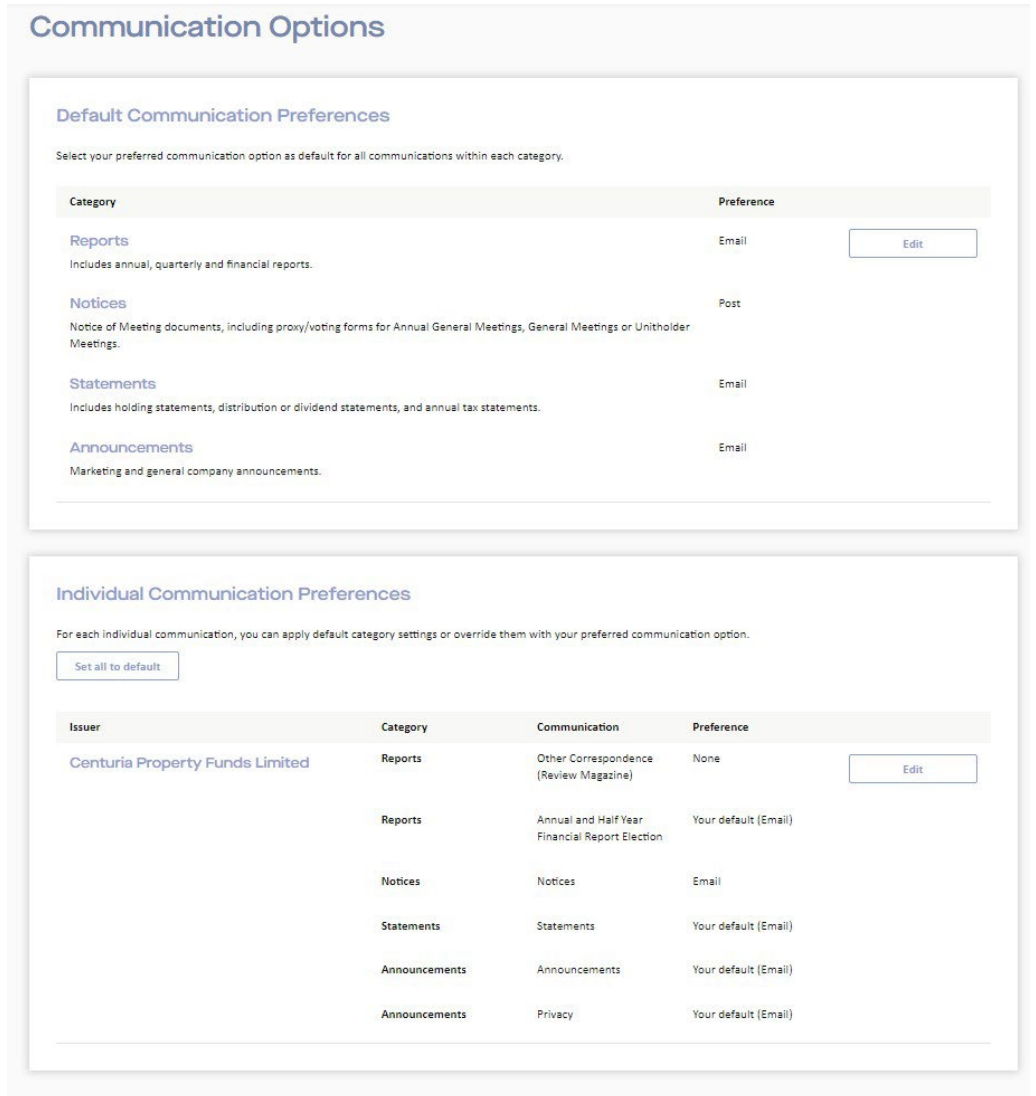 Communication Options
Default Communication Preferences
Select your preferred communication option as default for all communications within each category.
Category Preference
Reports Email Edit
Includes annual, quarterly and financial reports.
Notices Post
Notice of Meeting documents, including proxy/voting forms for Annual General Meetings, General Meetings or Unitholder
Meetings.
Statements Email
Includes holding statements, distribution or dividend statements, and annual tax statements.
Announcements Email
Marketing and general company announcements.
Individual Communication Preferences
For each individual communication, you can apply default category settings or override them with your preferred communication option.
Set all to default
Issuer Category Communication Preference
Centuria Property Funds Limited Reports Other Correspondence None Edit
(Review Magazine)
Reports Annual and Half Year Your default (Email)
Financial Report Election
Notices Notices Email
Statements Statements Your default (Email)
Announcements Announcements Your default (Email)
Announcements Privacy Your default (Email)